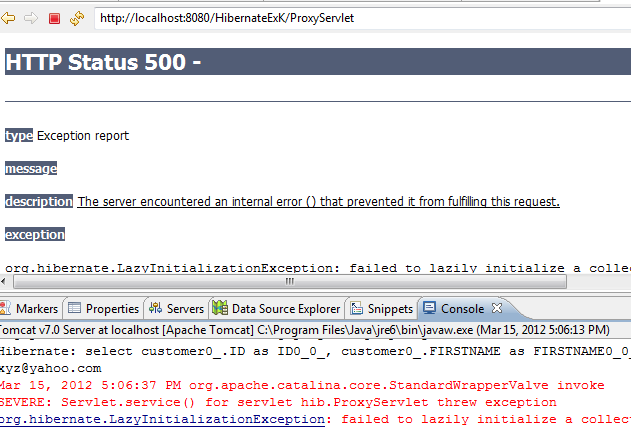 http://localhost:8080/HibernateExK/ProxyServlet
HTTP Status 500 -
type Exception report
message
description The server encountered an internal error () that prevented it from fulfilling this request.
exception
org.hibernate.LazyInitializationException: failed to lazily initialize a collec
Markers Properties Servers Data Source Explorer Snippets Console
Tomcat v7.0 Server at localhost [Apache Tomcat] C:\Program Files\Java\jre6\bin\javaw.exe (Mar 15, 2012 5:06:13 PM)
Hibernate: select customer0_.ID as ID0_0_, customer0_.FIRSTNAME as FIRSTNAME0_0
xyz@yahoo.com
Mar 15, 2012 5:06:37 PM org.apache.catalina.core.StandardWrapperValve invoke
SEVERE: Servlet.service() for servlet hib.ProxyServlet threw exception
org.hibernate.LazyInitializationException: failed to lazily initialize a collec